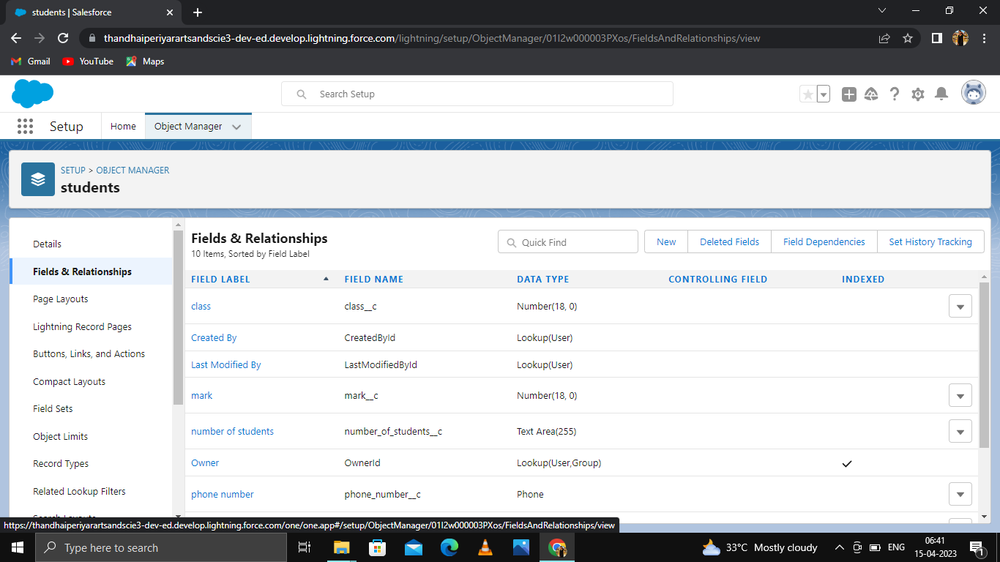 students | Salesforce
thandhaiperiyarartsandscie3-dev-ed.develop.lightning.force.com/lightning/setup/ObjectManager/01I2w000003PXos/FieldsAndRelationships/view
Gmail YouTube Maps
Search Setup
Setup Home Object Manager
SETUP > OBJECT MANAGER
students
Details
Fields & Relationships
Page Layouts
Lightning Record Pages
Buttons, Links, and Actions
Compact Layouts
Field Sets
Object Limits
Record Types
Related Lookup Filters
Search Layouts
Fields & Relationships
10 Items, Sorted by Field Label
Quick Find
New Deleted Fields Field Dependencies Set History Tracking
FIELD LABEL FIELD NAME DATA TYPE CONTROLLING FIELD INDEXED
class class__c Number(18, 0)
Created By CreatedById Lookup(User)
Last Modified By LastModifiedById Lookup(User)
mark mark__c Number(18, 0)
number of students number_of_students__c Text Area(255)
Owner OwnerId Lookup(User,Group)
phone number phone_number__c Phone
https://thandhaiperiyarartsandscie3-dev-ed.develop.lightning.force.com/one/one.app#/setup/ObjectManager/01I2w000003PXos/FieldsAndRelationships/view
Type here to search
33°C Mostly cloudy
ENG
06:41
15-04-2023
1